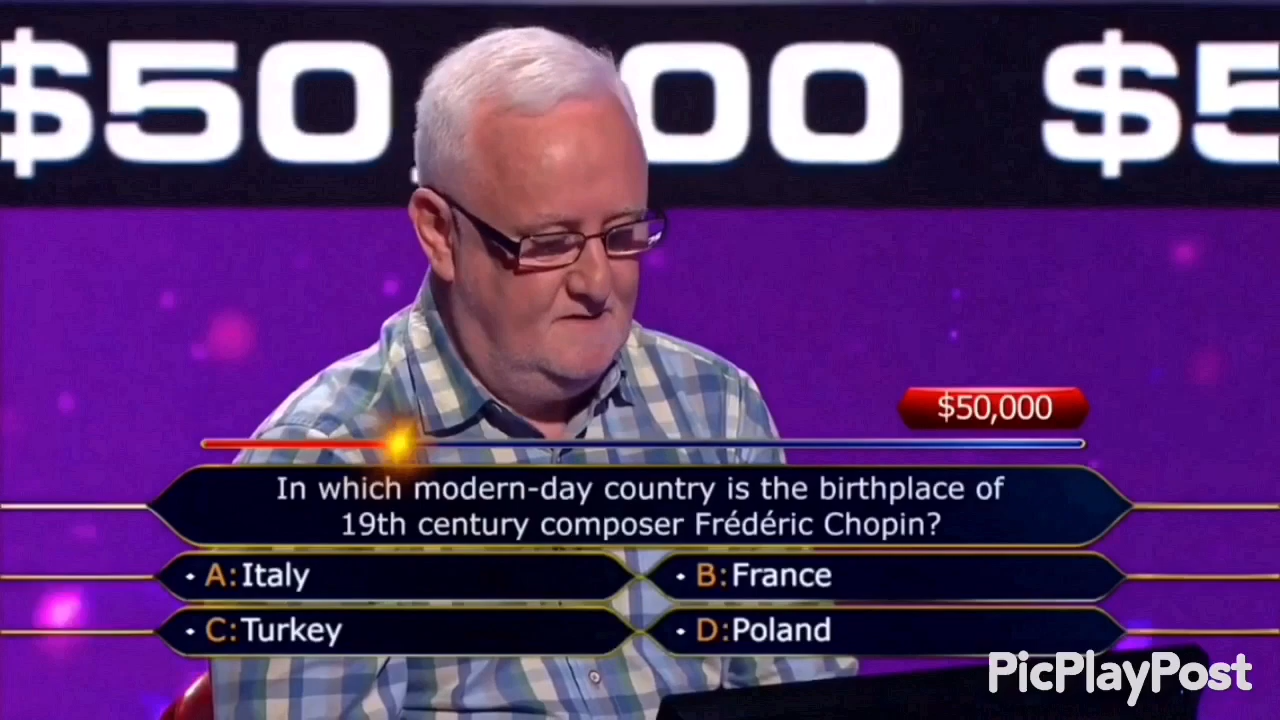 $50,000 $5
$50,000
In which modern-day country is the birthplace of
19th century composer Frédéric Chopin?
• A: Italy
• B: France
• C: Turkey
• D: Poland
PicPlayPost